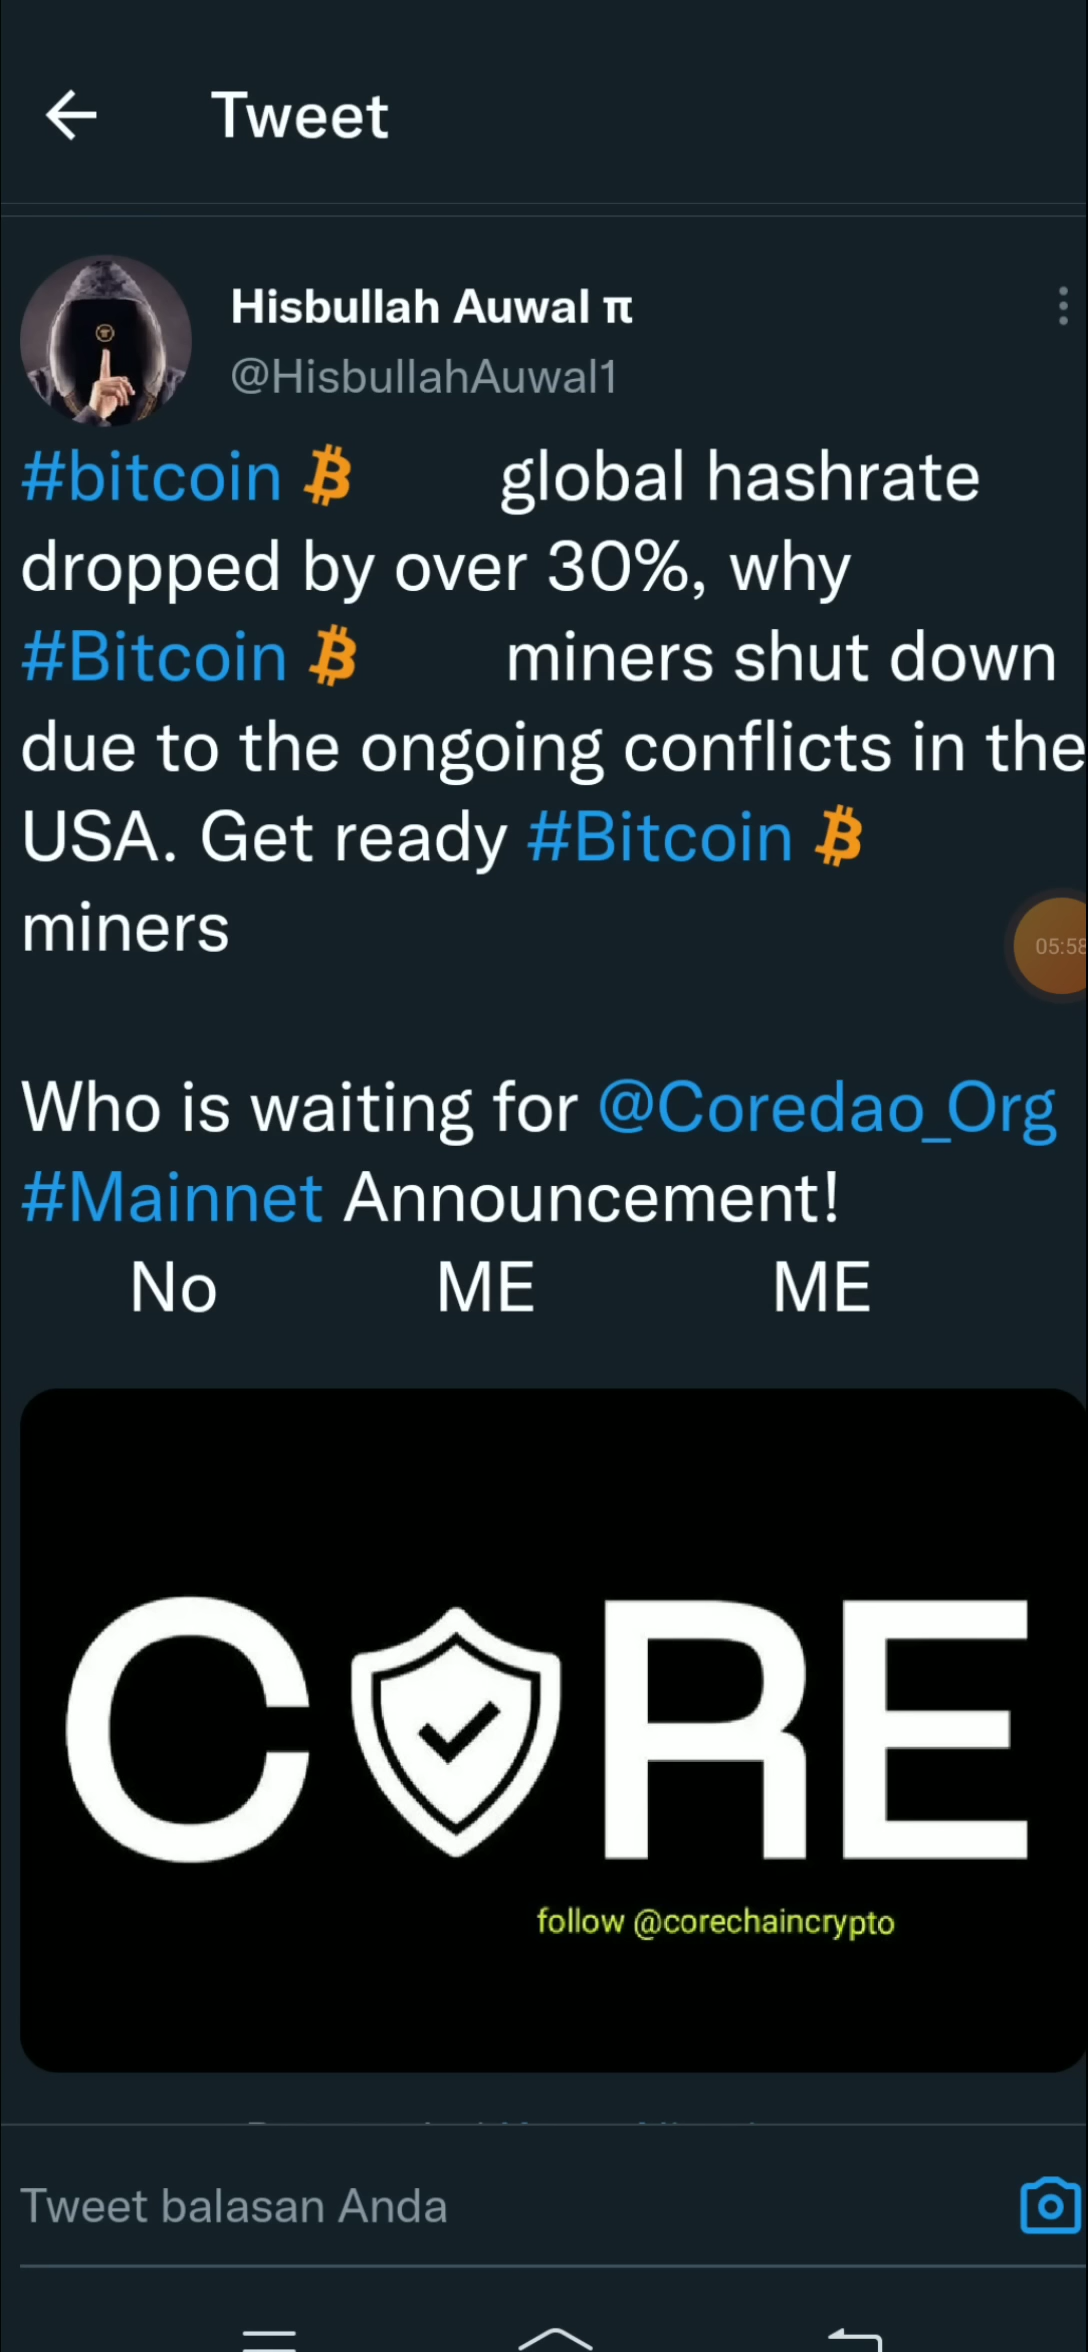 Tweet
Hisbullah Auwal π
@HisbullahAuwal1
#bitcoin global hashrate
dropped by over 30%, why
#Bitcoin miners shut down
due to the ongoing conflicts in the
USA. Get ready #Bitcoin
miners
05:58
Who is waiting for @Coredao_Org
#Mainnet Announcement!
No ME ME
CORE
follow @corechaincrypto
Tweet balasan Anda